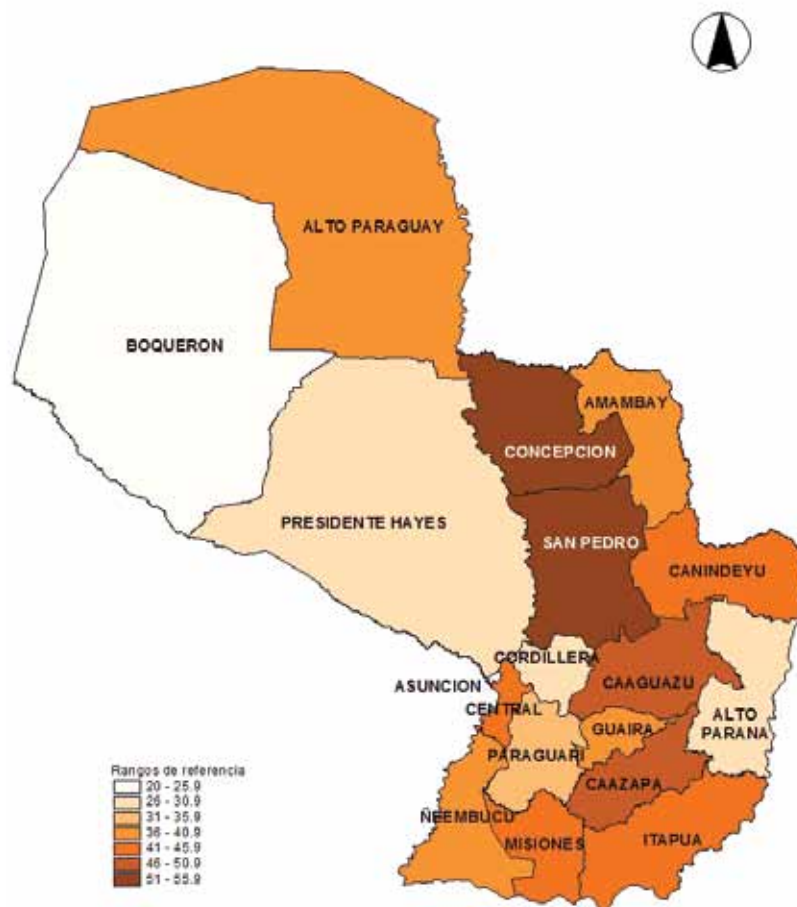 ALTO PARAGUAY
BOQUERON
AMAMBAY
CONCEPCION
PRESIDENTE HAYES
SAN PEDRO
CANINDEYU
CORDILLERA
ASUNCION
CAAGUAZU
CENTRAL
ALTO
PARANA
GUAIRA
PARAGUARI
CAAZAPA
ÑEEMBUCU
MISIONES
ITAPUA
Rangos de referencia
20 - 25.9
26 - 30.9
31 - 35.9
36 - 40.9
41 - 45.9
46 - 50.9
51 - 55.9